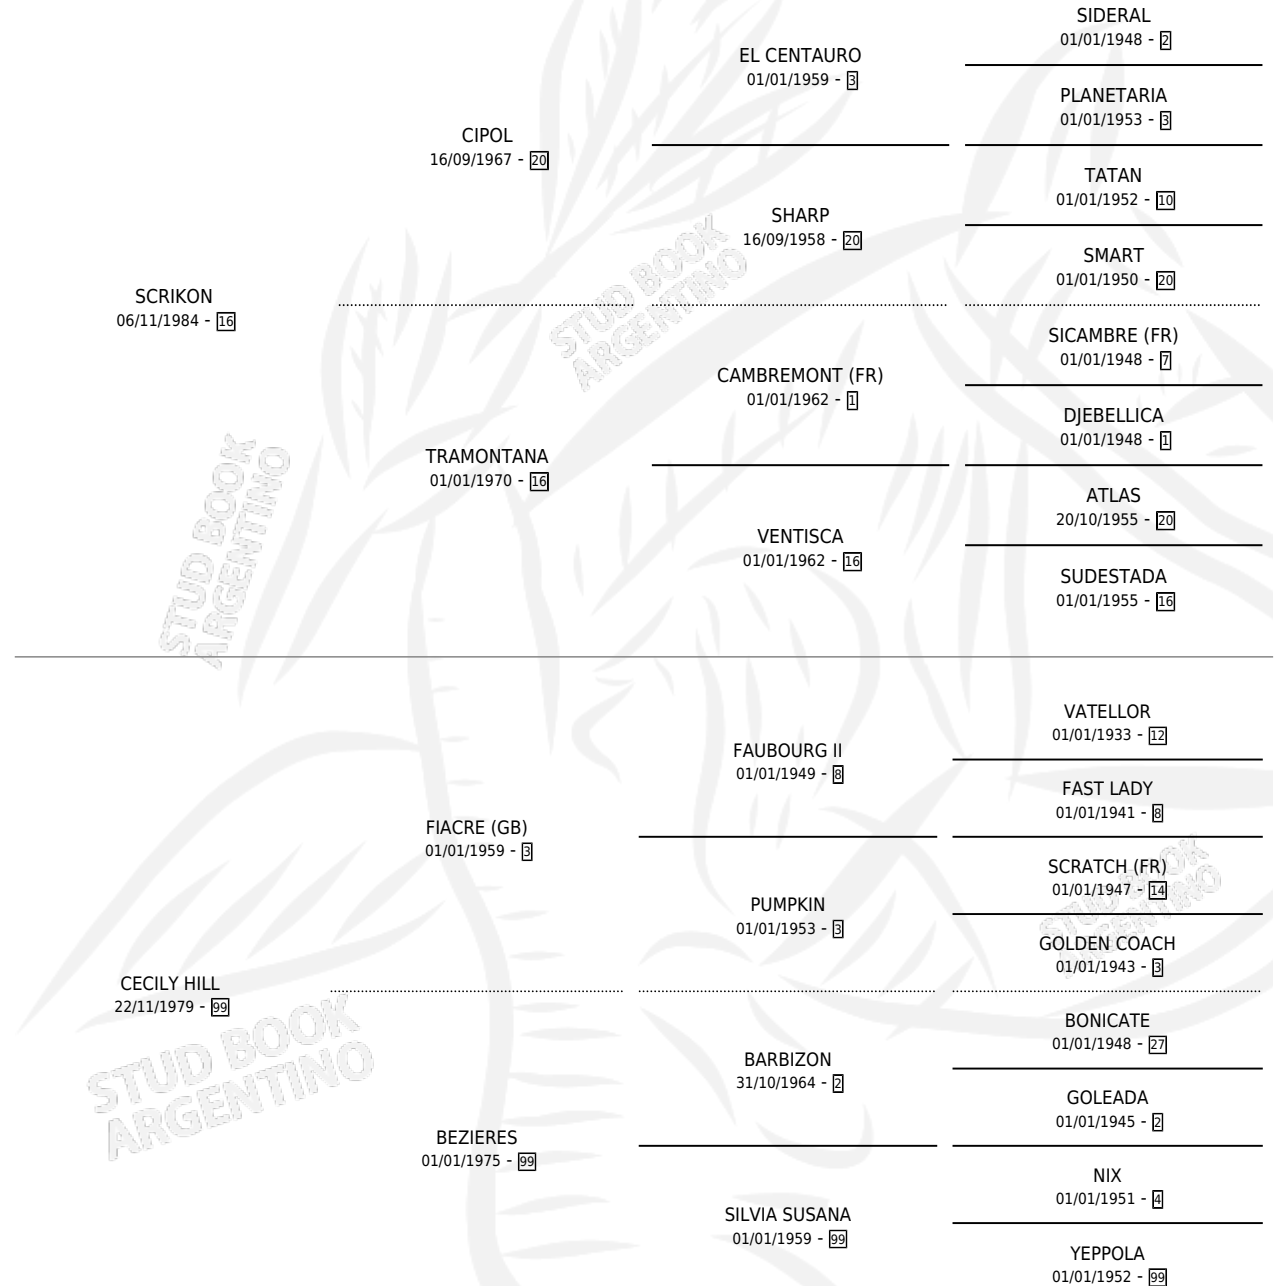 SIDERAL
01/01/1948 - 2
EL CENTAURO
01/01/1959 - 3
PLANETARIA
01/01/1953 - 3
CIPOL
16/09/1967 - 20
TATAN
01/01/1952 - 10
SHARP
16/09/1958 - 20
SMART
01/01/1950 - 20
SCRIKON
06/11/1984 - 16
SICAMBRE (FR)
01/01/1948 - 7
CAMBREMONT (FR)
01/01/1962 - 1
DJEBELLICA
01/01/1948 - 1
TRAMONTANA
01/01/1970 - 16
ATLAS
20/10/1955 - 20
VENTISCA
01/01/1962 - 16
SUDESTADA
01/01/1955 - 16
STUD BOOK
ARGENTINO
STUD BOOK
ARGENTINO
VATELLOR
01/01/1933 - 12
FAUBOURG II
01/01/1949 - 8
FAST LADY
01/01/1941 - 8
FIACRE (GB)
01/01/1959 - 3
SCRATCH (FR)
01/01/1947 - 14
PUMPKIN
01/01/1953 - 3
GOLDEN COACH
01/01/1943 - 3
CECILY HILL
22/11/1979 - 99
BONICATE
01/01/1948 - 27
BARBIZON
31/10/1964 - 2
GOLEADA
01/01/1945 - 2
BEZIERES
01/01/1975 - 99
NIX
01/01/1951 - 4
SILVIA SUSANA
01/01/1959 - 99
YEPPOLA
01/01/1952 - 99
STUD BOOK
ARGENTINO
STUD BOOK
ARGENTINO